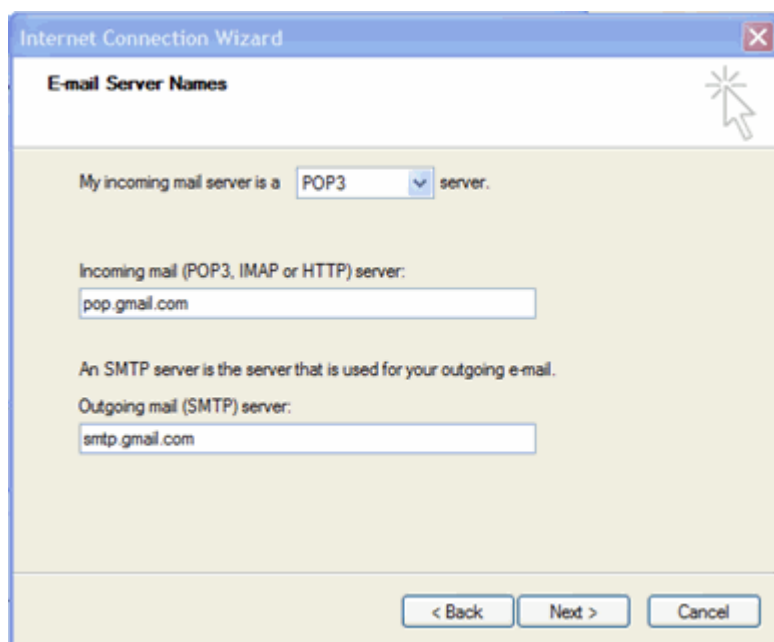 Internet Connection Wizard
E-mail Server Names
My incoming mail server is a POP3 server.
Incoming mail (POP3, IMAP or HTTP) server:
pop.gmail.com
An SMTP server is the server that is used for your outgoing e-mail.
Outgoing mail (SMTP) server:
smtp.gmail.com
< Back Next > Cancel